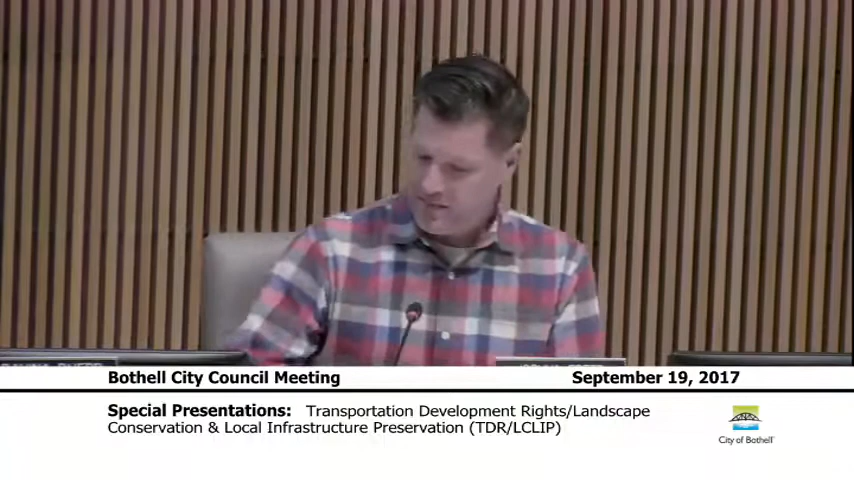 Bothell City Council Meeting September 19, 2017
Special Presentations: Transportation Development Rights/Landscape
Conservation & Local Infrastructure Preservation (TDR/LCLIP)
City of Bothell